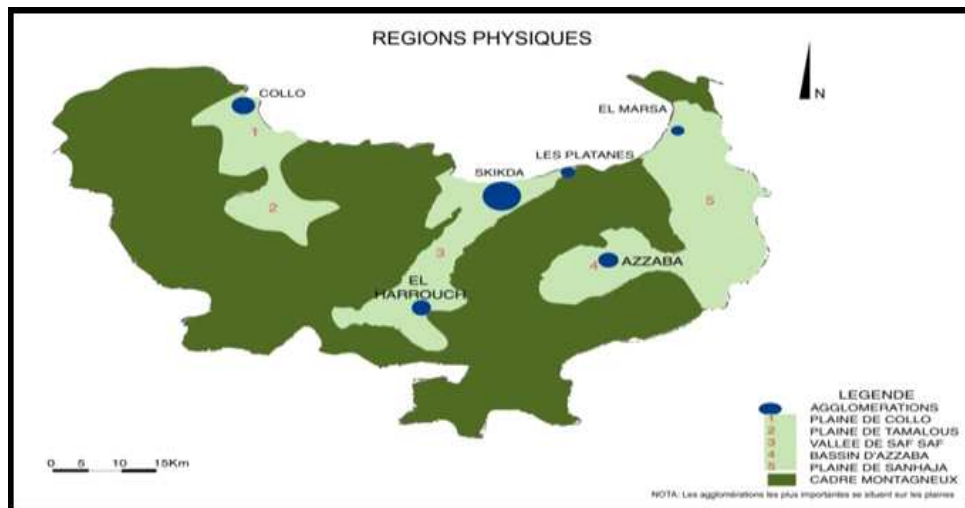 REGIONS PHYSIQUES
N
COLLO
EL MARSA
1
LES PLATANES
SKIKDA
2
5
3
4
AZZABA
EL
HARROUCH
LEGENDE
AGGLOMERATIONS
1 PLAINE DE COLLO
2 PLAINE DE TAMALOUS
3 VALLEE DE SAF SAF
4 BASSIN D'AZZABA
5 PLAINE DE SANHAJA
CADRE MONTAGNEUX
0 5 10 15Km
NOTA: Les agglomérations les plus importantes se situent sur les plaines